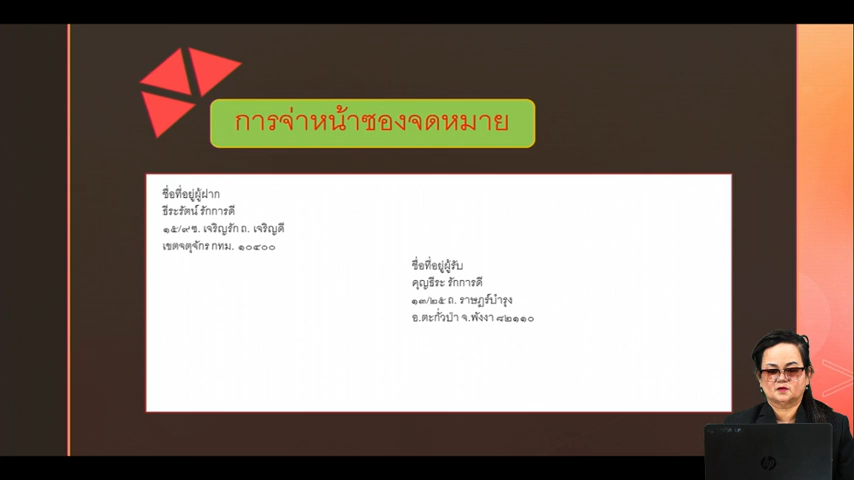 การจ่าหน้าซองจดหมาย
ชื่อที่อยู่ผู้ฝาก
ธีระรัตน์ รักการดี
๑๕/๙ซ. เจริญรัก ถ. เจริญดี
เขตจตุจักร กทม. ๑๐๔๐๐
ชื่อที่อยู่ผู้รับ
คุญธีระ รักการดี
๑๓/๒๕ ถ. ราษฎร์บำรุง
อ.ตะกั่วป่า จ.พังงา ๘๒๑๑๐
hp